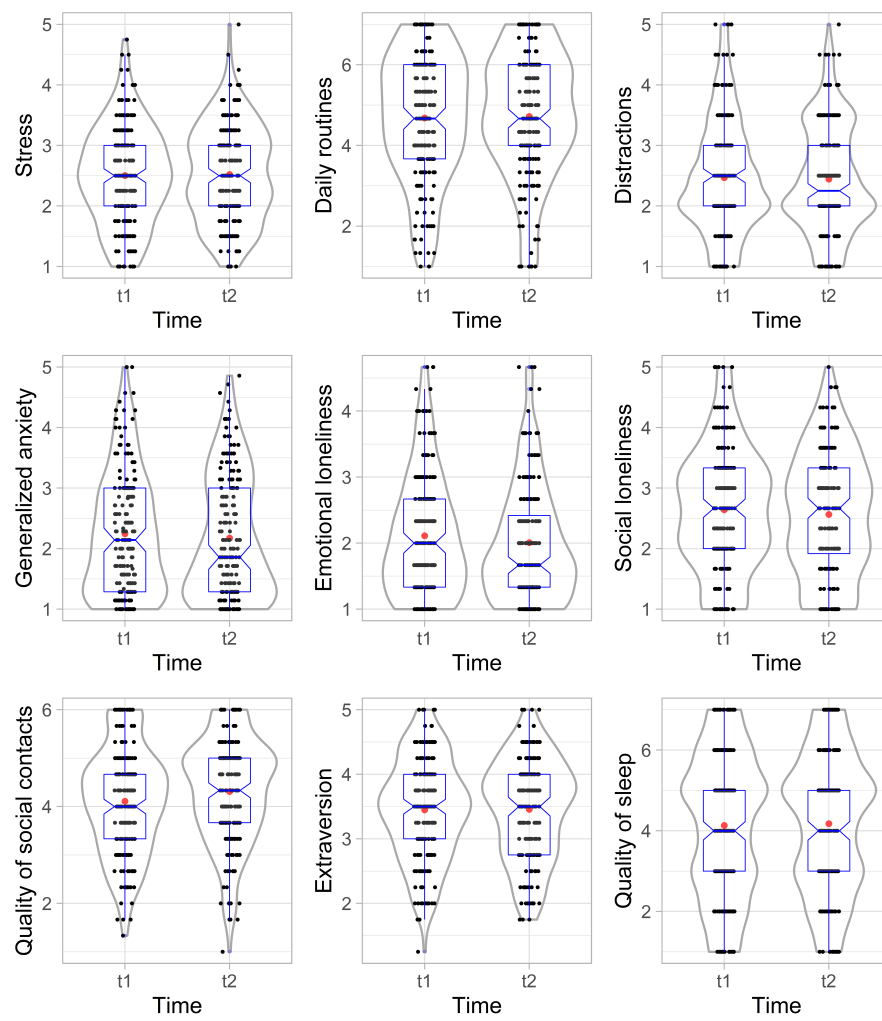 Stress
5
4
3
2
1
t1 t2
Time
Daily routines
6
4
2
t1 t2
Time
Distractions
5
4
3
2
1
t1 t2
Time
Generalized anxiety
5
4
3
2
1
t1 t2
Time
Emotional loneliness
4
3
2
1
t1 t2
Time
Social loneliness
5
4
3
2
1
t1 t2
Time
Quality of social contacts
6
4
2
t1 t2
Time
Extraversion
5
4
3
2
t1 t2
Time
Quality of sleep
6
4
2
t1 t2
Time